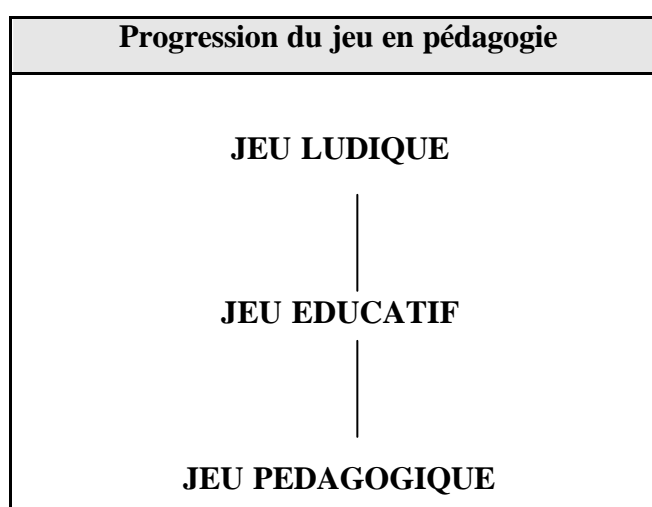 Progression du jeu en pédagogie
JEU LUDIQUE
JEU EDUCATIF
JEU PEDAGOGIQUE